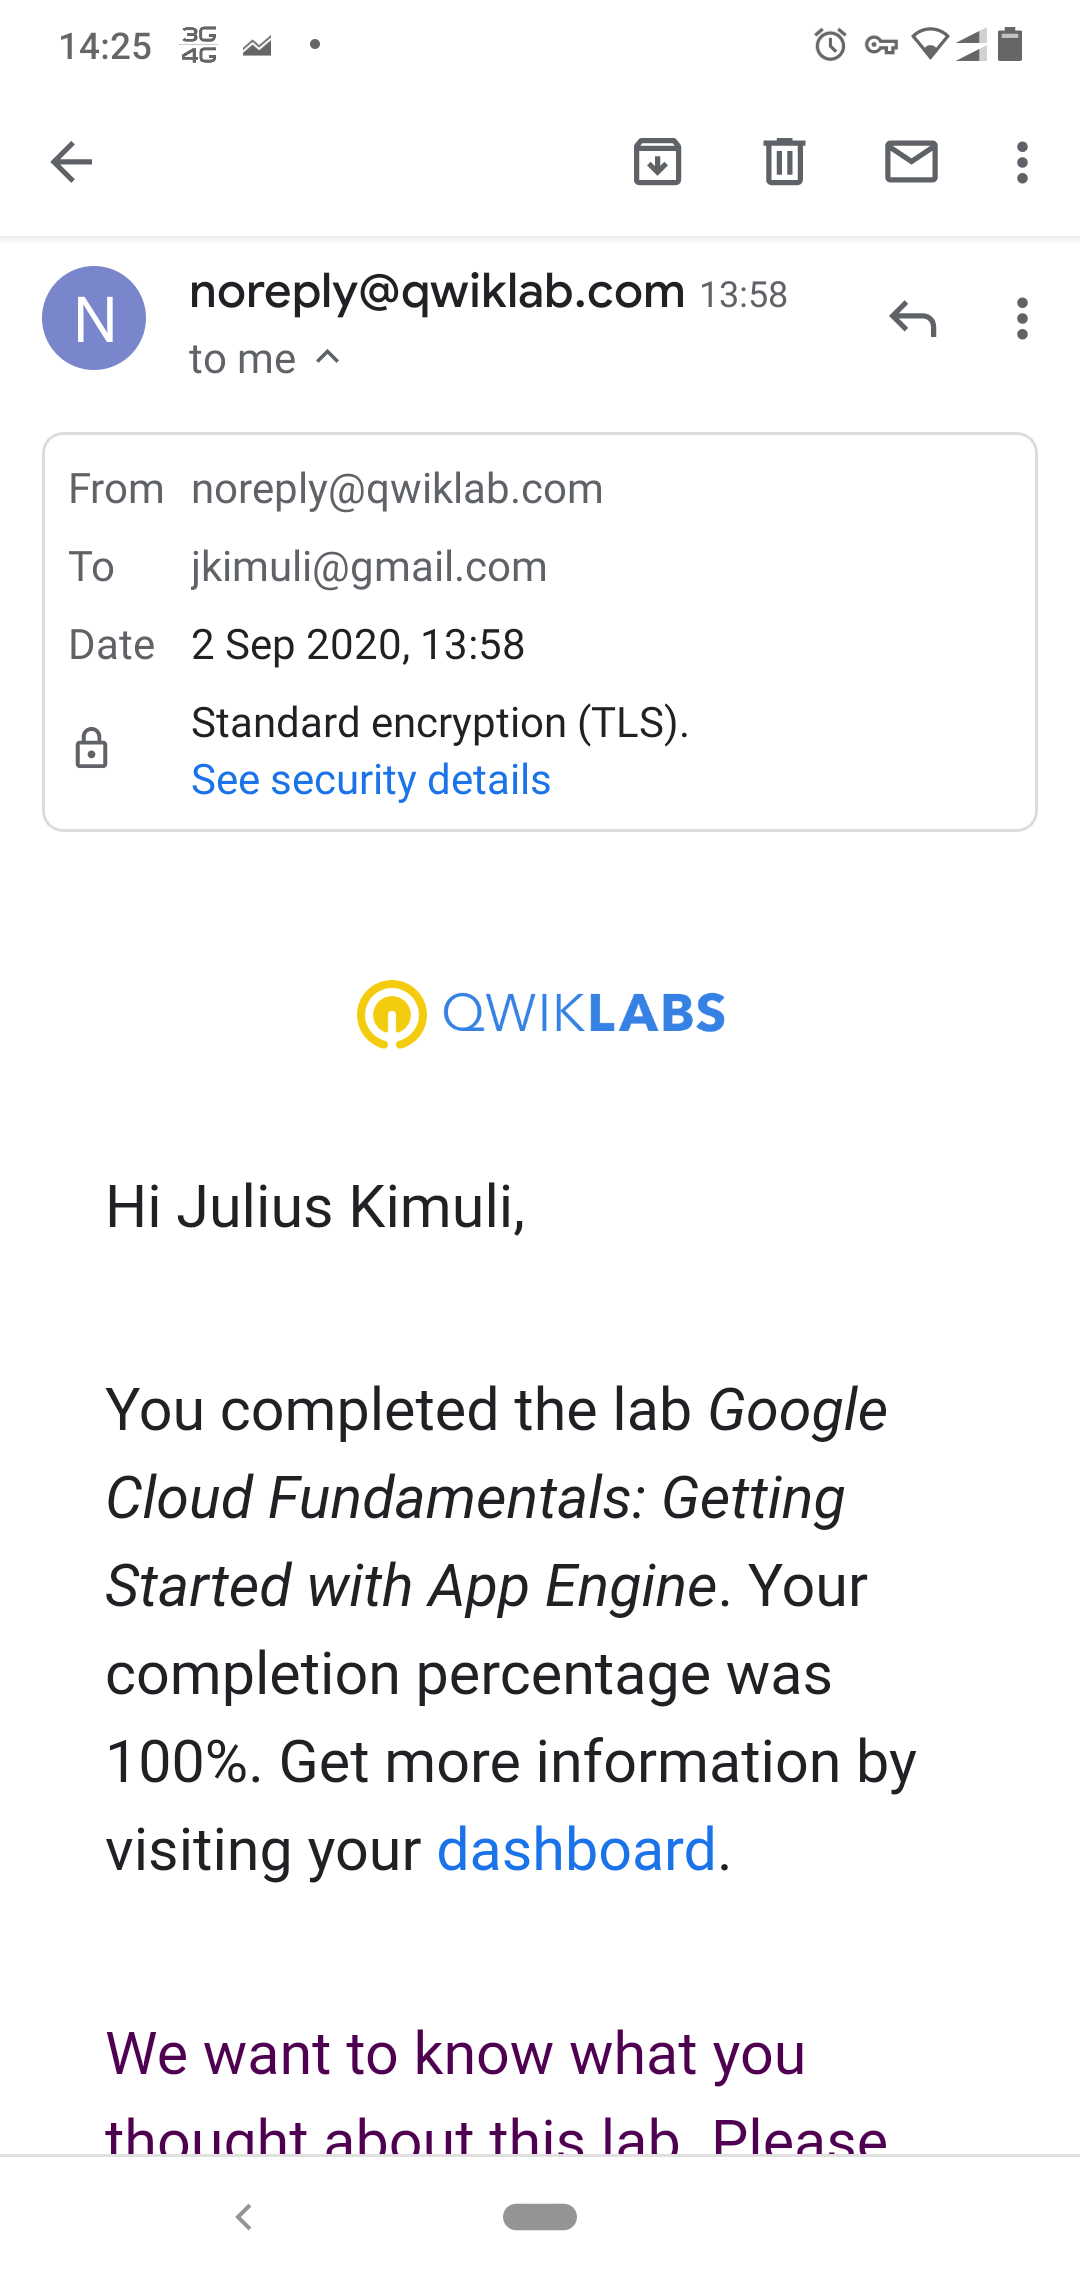 14:25 3G 4G
noreply@qwiklab.com 13:58
N
to me
From noreply@qwiklab.com
To jkimuli@gmail.com
Date 2 Sep 2020, 13:58
Standard encryption (TLS).
See security details
QWIKLABS
Hi Julius Kimuli,
You completed the lab Google
Cloud Fundamentals: Getting
Started with App Engine. Your
completion percentage was
100%. Get more information by
visiting your dashboard.
We want to know what you
thought about this lab. Please